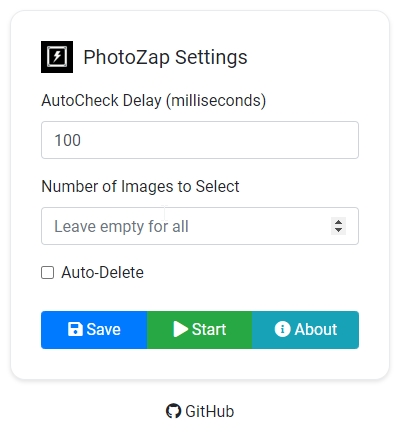 PhotoZap Settings
AutoCheck Delay (milliseconds)
100
Number of Images to Select
Leave empty for all
Auto-Delete
Save Start About
GitHub